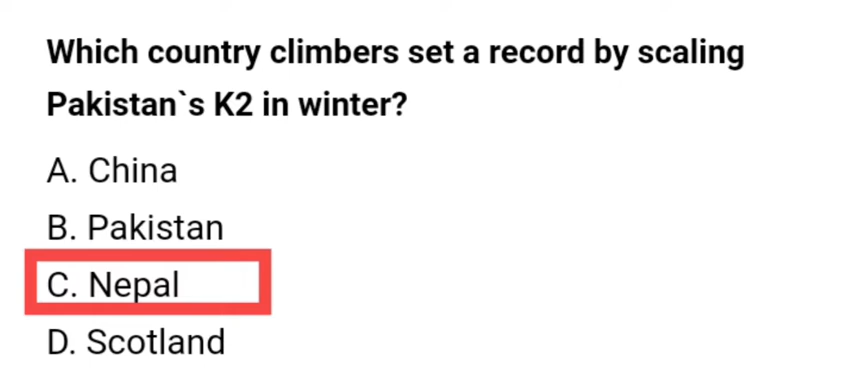 Which country climbers set a record by scaling
Pakistan`s K2 in winter?
A. China
B. Pakistan
C. Nepal
D. Scotland